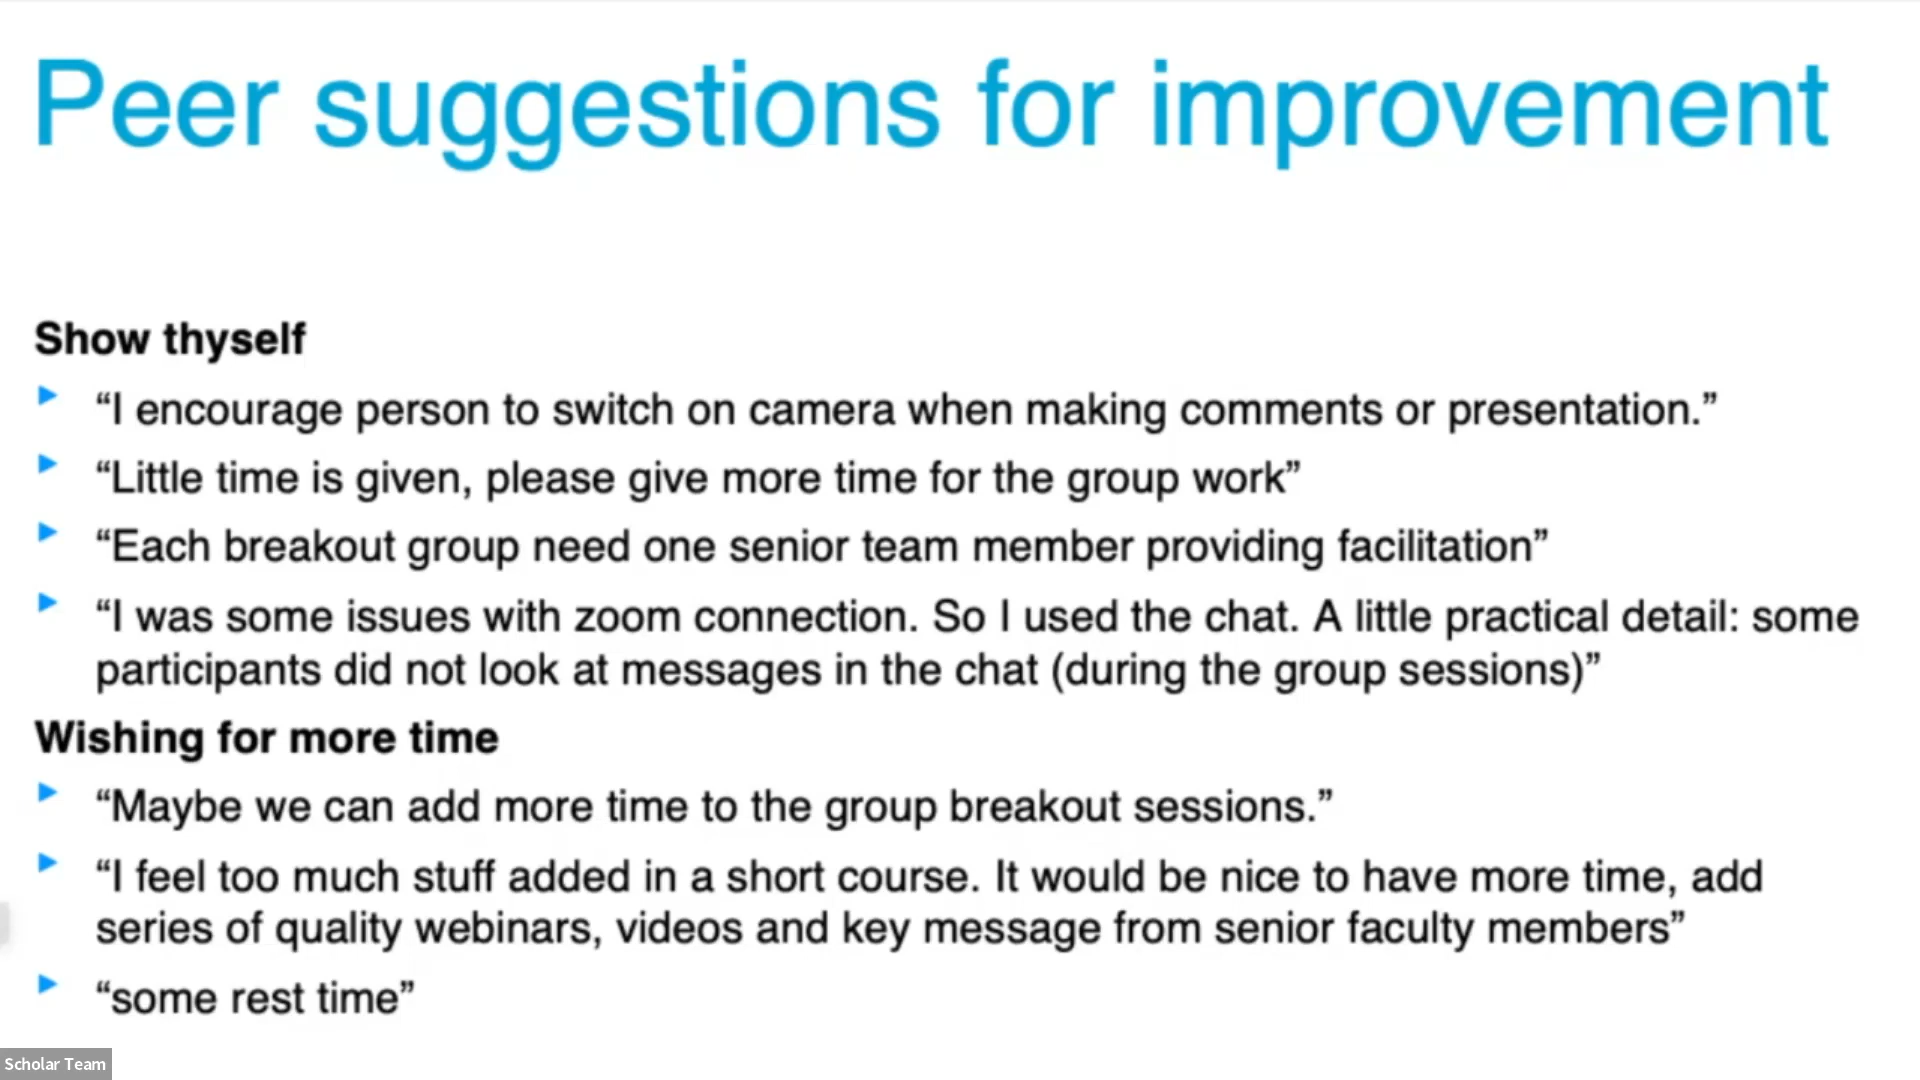 Peer suggestions for improvement
Show thyself
“I encourage person to switch on camera when making comments or presentation.”
“Little time is given, please give more time for the group work”
“Each breakout group need one senior team member providing facilitation”
“I was some issues with zoom connection. So I used the chat. A little practical detail: some
participants did not look at messages in the chat (during the group sessions)”
Wishing for more time
“Maybe we can add more time to the group breakout sessions.”
“I feel too much stuff added in a short course. It would be nice to have more time, add
series of quality webinars, videos and key message from senior faculty members”
“some rest time”
Scholar Team